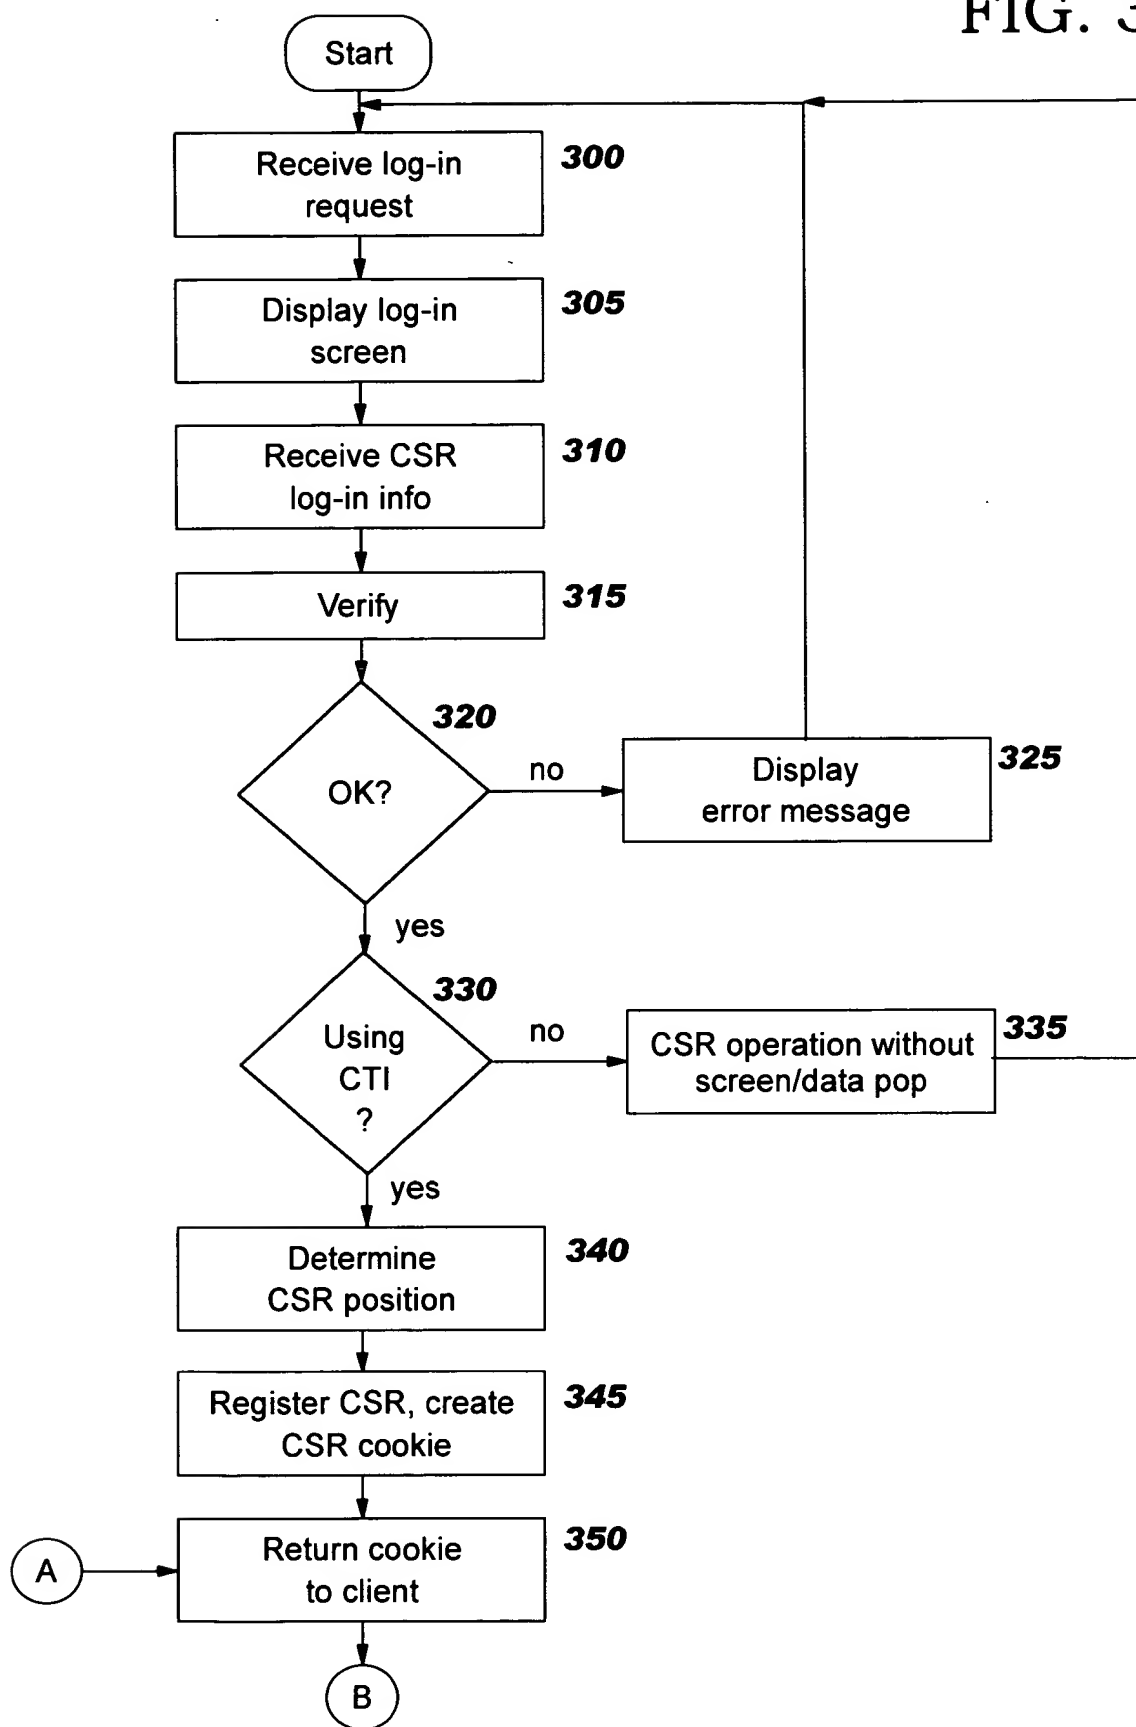 FIG. 3
Start
Receive log-in
request
300
Display log-in
screen
305
Receive CSR
log-in info
310
Verify
315
320
OK?
no
Display
error message
325
yes
330
Using
CTI
?
no
CSR operation without
screen/data pop
335
yes
Determine
CSR position
340
Register CSR, create
CSR cookie
345
Return cookie
to client
350
A
B